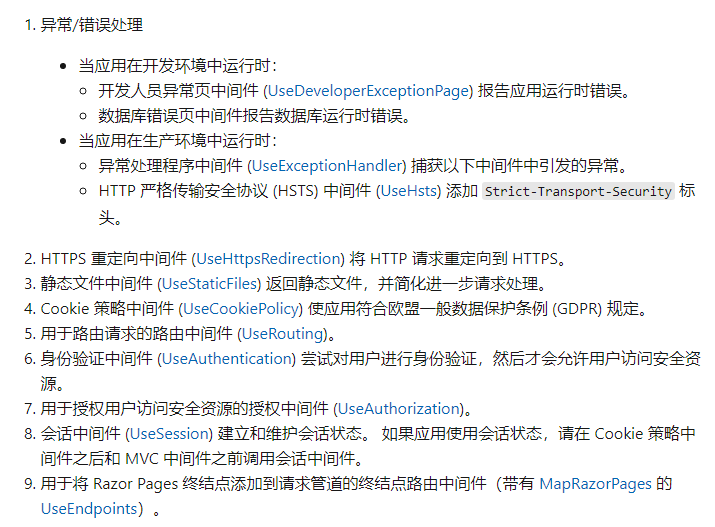 1. 异常/错误处理
• 当应用在开发环境中运行时：
◦ 开发人员异常页中间件 (UseDeveloperExceptionPage) 报告应用运行时错误。
◦ 数据库错误页中间件报告数据库运行时错误。
• 当应用在生产环境中运行时：
◦ 异常处理程序中间件 (UseExceptionHandler) 捕获以下中间件中引发的异常。
◦ HTTP 严格传输安全协议 (HSTS) 中间件 (UseHsts) 添加 Strict-Transport-Security 标
头。
2. HTTPS 重定向中间件 (UseHttpsRedirection) 将 HTTP 请求重定向到 HTTPS。
3. 静态文件中间件 (UseStaticFiles) 返回静态文件，并简化进一步请求处理。
4. Cookie 策略中间件 (UseCookiePolicy) 使应用符合欧盟一般数据保护条例 (GDPR) 规定。
5. 用于路由请求的路由中间件 (UseRouting)。
6. 身份验证中间件 (UseAuthentication) 尝试对用户进行身份验证，然后才会允许用户访问安全资
源。
7. 用于授权用户访问安全资源的授权中间件 (UseAuthorization)。
8. 会话中间件 (UseSession) 建立和维护会话状态。 如果应用使用会话状态，请在 Cookie 策略中
间件之后和 MVC 中间件之前调用会话中间件。
9. 用于将 Razor Pages 终结点添加到请求管道的终结点路由中间件（带有 MapRazorPages 的
UseEndpoints）。